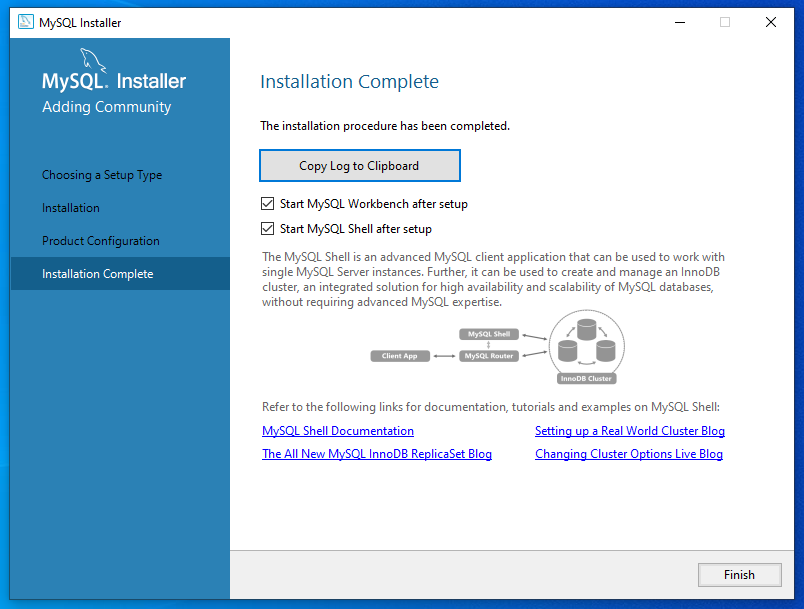 MySQL Installer
MySQL. Installer
Adding Community
Choosing a Setup Type
Installation
Product Configuration
Installation Complete
Installation Complete
The installation procedure has been completed.
Copy Log to Clipboard
Start MySQL Workbench after setup
Start MySQL Shell after setup
The MySQL Shell is an advanced MySQL client application that can be used to work with
single MySQL Server instances. Further, it can be used to create and manage an InnoDB
cluster, an integrated solution for high availability and scalability of MySQL databases,
without requiring advanced MySQL expertise.
MySQL Shell
Client App
MySQL Router
InnoDB Cluster
Refer to the following links for documentation, tutorials and examples on MySQL Shell:
MySQL Shell Documentation
Setting up a Real World Cluster Blog
The All New MySQL InnoDB ReplicaSet Blog
Changing Cluster Options Live Blog
Finish